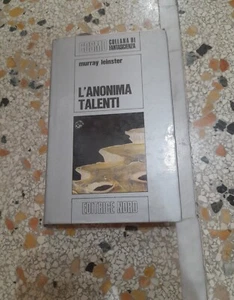 COSMO COLLANA DI
FANTASCIENZA
murray leinster
L'ANONIMA
TALENTI
EDITRICE NORD